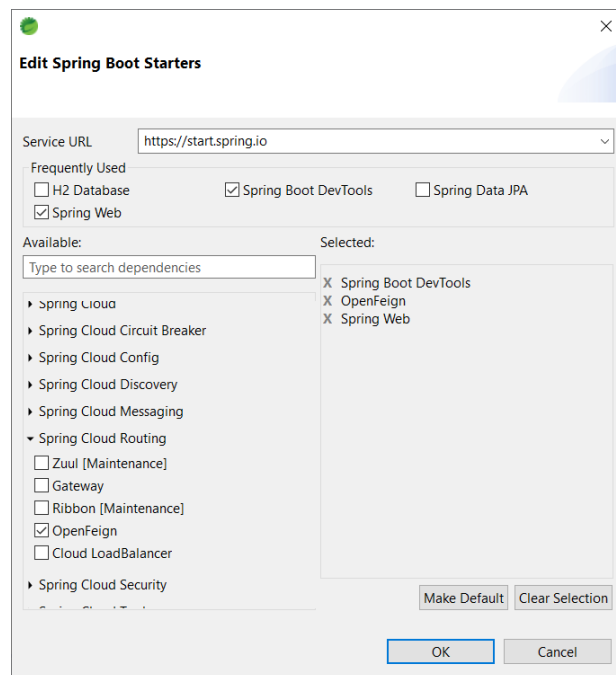 Edit Spring Boot Starters
Service URL https://start.spring.io
Frequently Used
H2 Database Spring Boot DevTools Spring Data JPA
Spring Web
Available: Selected:
Type to search dependencies
X Spring Boot DevTools
X OpenFeign
X Spring Web
Spring Cloud
Spring Cloud Circuit Breaker
Spring Cloud Config
Spring Cloud Discovery
Spring Cloud Messaging
Spring Cloud Routing
Zuul [Maintenance]
Gateway
Ribbon [Maintenance]
OpenFeign
Cloud LoadBalancer
Spring Cloud Security
Make Default Clear Selection
OK Cancel